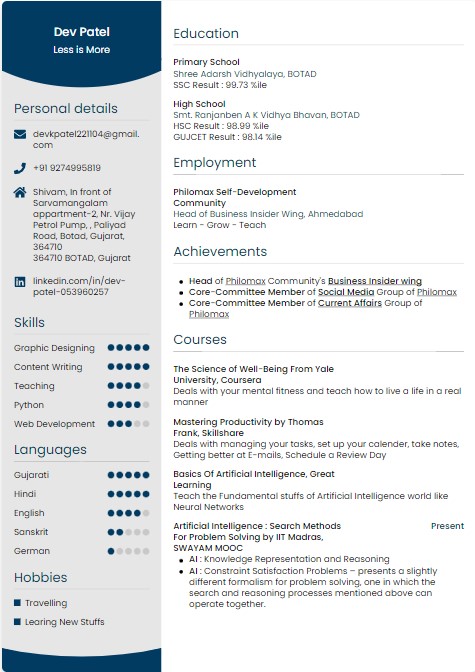 Dev Patel
Less is More
Personal details
devkpatel221104@gmail.
com
+91 9274995819
Shivam, In front of
Sarvamangalam
appartment-2, Nr. Vijay
Petrol Pump, , Paliyad
Road, Botad, Gujarat,
364710
364710 BOTAD, Gujarat
linkedin.com/in/dev-
patel-053960257
Skills
Graphic Designing
Content Writing
Teaching
Python
Web Development
Languages
Gujarati
Hindi
English
Sanskrit
German
Hobbies
Travelling
Learing New Stuffs
Education
Primary School
Shree Adarsh Vidhyalaya, BOTAD
SSC Result : 99.73 %ile
High School
Smt. Ranjanben A K Vidhya Bhavan, BOTAD
HSC Result : 98.99 %ile
GUJCET Result : 98.14 %ile
Employment
Philomax Self-Development
Community
Head of Business Insider Wing, Ahmedabad
Learn - Grow - Teach
Achievements
Head of Philomax Community's Business Insider wing
Core-Committee Member of Social Media Group of Philomax
Core-Committee Member of Current Affairs Group of
Philomax
Courses
The Science of Well-Being From Yale
University, Coursera
Deals with your mental fitness and teach how to live a life in a real
manner
Mastering Productivity by Thomas
Frank, Skillshare
Deals with managing your tasks, set up your calender, take notes,
Getting better at E-mails, Schedule a Review Day
Basics Of Artificial Intelligence, Great
Learning
Teach the Fundamental stuffs of Artificial Intelligence world like
Neural Networks
Artificial Intelligence : Search Methods Present
For Problem Solving by IIT Madras,
SWAYAM MOOC
AI : Knowledge Representation and Reasoning
AI : Constraint Satisfaction Problems – presents a slightly
different formalism for problem solving, one in which the
search and reasoning processes mentioned above can
operate together.